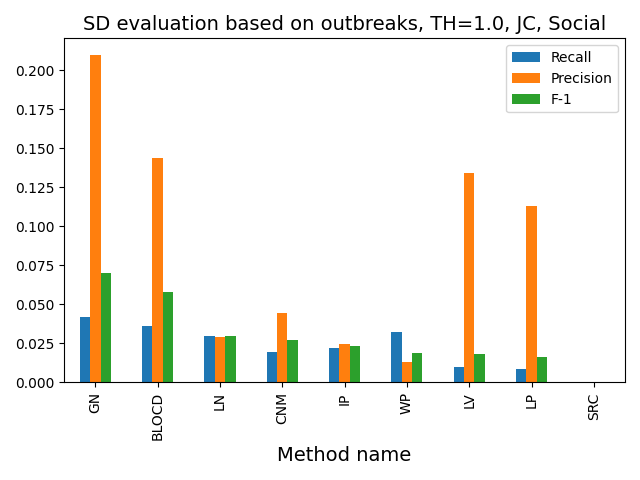 SD evaluation based on outbreaks, TH=1.0, JC, Social
Recall
Precision
F-1
0.200
0.175
0.150
0.125
0.100
0.075
0.050
0.025
0.000
GN
BLOCD
LN
CNM
IP
WP
LV
LP
SRC
Method name